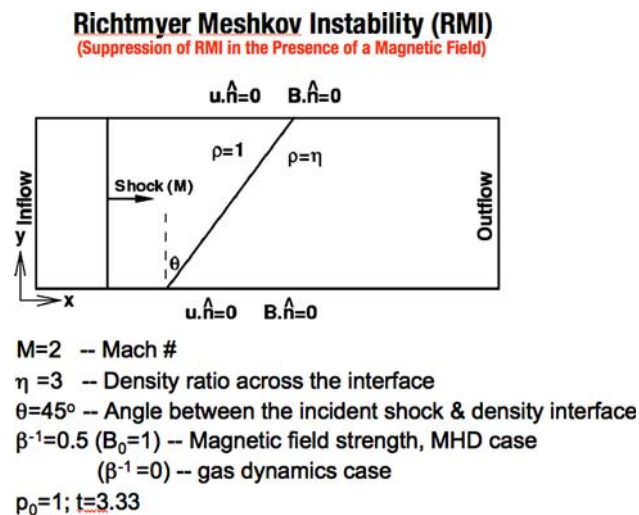 Richtmyer Meshkov Instability (RMI)
(Suppression of RMI in the Presence of a Magnetic Field)
u.n̂=0 B.n̂=0
ρ=1
ρ=η
Shock (M)
Inflow
Outflow
y
θ
x
u.n̂=0 B.n̂=0
M=2 -- Mach #
η =3 -- Density ratio across the interface
θ=45º -- Angle between the incident shock & density interface
β⁻¹=0.5 (B₀=1) -- Magnetic field strength, MHD case
(β⁻¹ =0) -- gas dynamics case
p₀=1; t=3.33